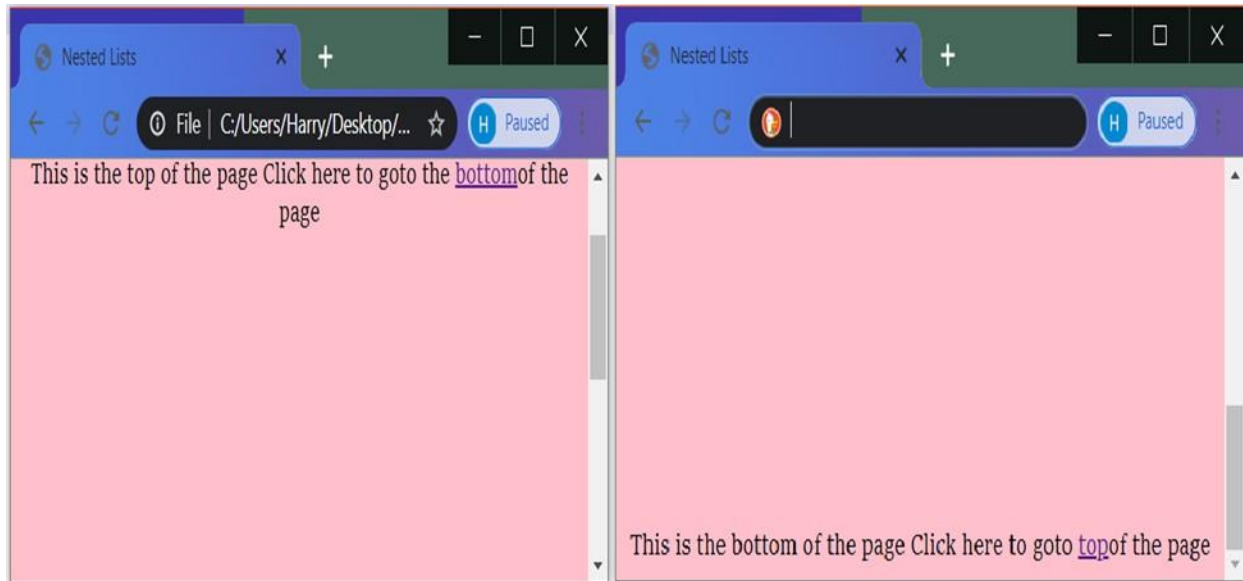 Nested Lists
File | C:/Users/Harry/Desktop/...
H Paused
This is the top of the page Click here to goto the bottomof the
page
Nested Lists
H Paused
This is the bottom of the page Click here to goto topof the page